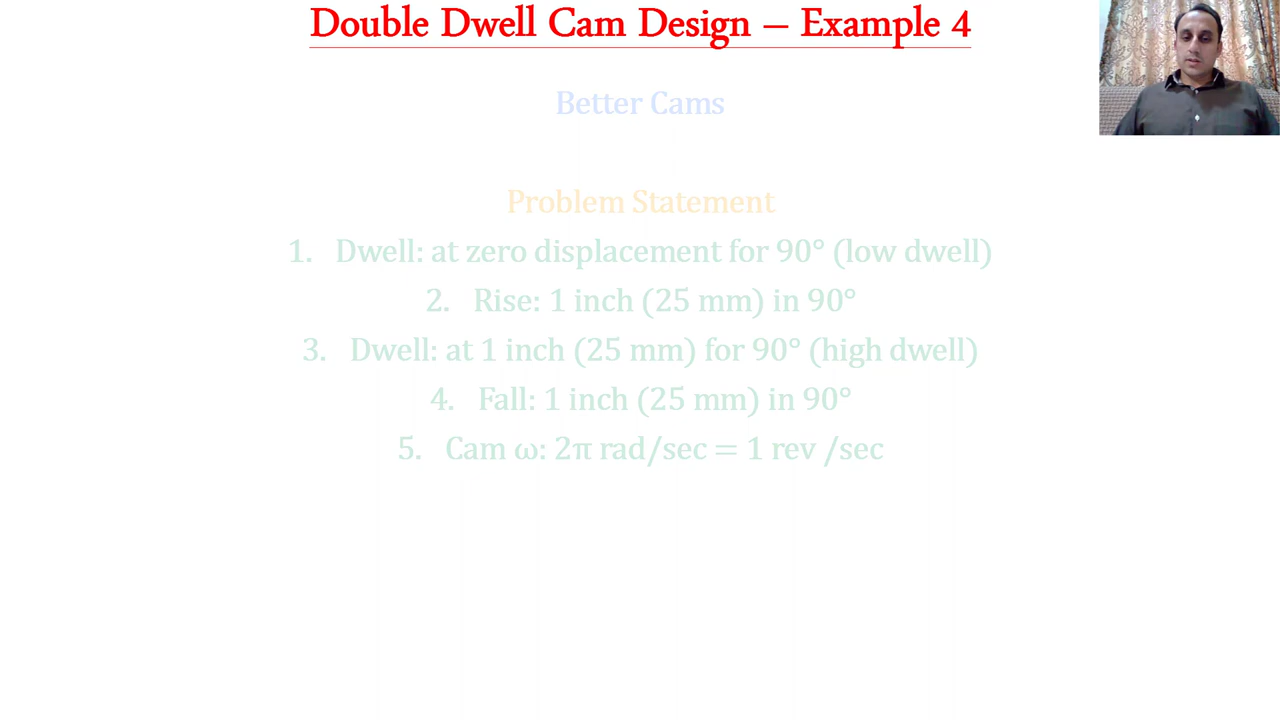 Double Dwell Cam Design – Example 4
Better Cams
Problem Statement
1. Dwell: at zero displacement for 90° (low dwell)
2. Rise: 1 inch (25 mm) in 90°
3. Dwell: at 1 inch (25 mm) for 90° (high dwell)
4. Fall: 1 inch (25 mm) in 90°
5. Cam ω: 2π rad/sec = 1 rev /sec